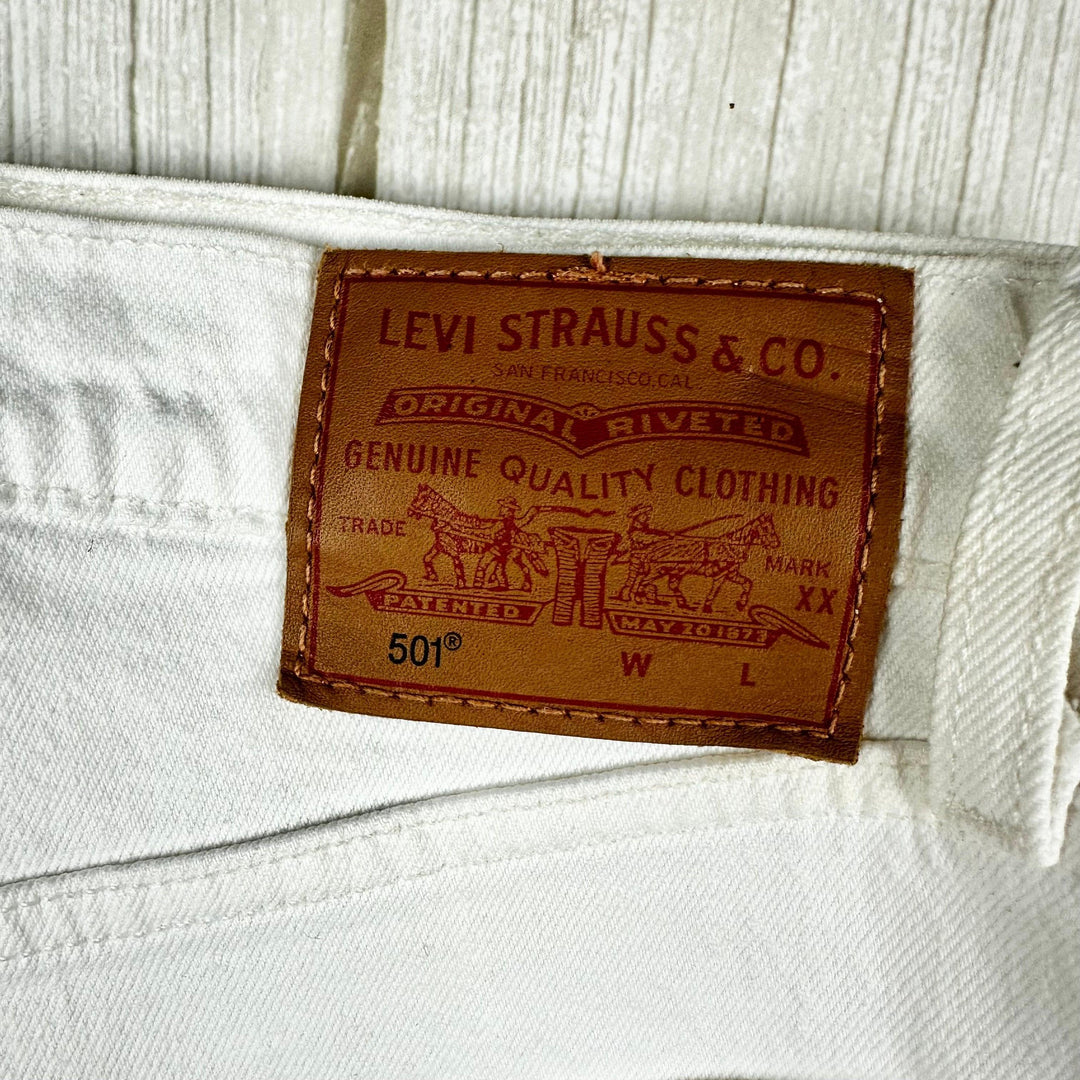 LEVI STRAUSS & CO.
SAN FRANCISCO, CAL.
ORIGINAL RIVETED
GENUINE QUALITY CLOTHING
TRADE MARK
XX
PATENTED MAY 20 1873
501® W L